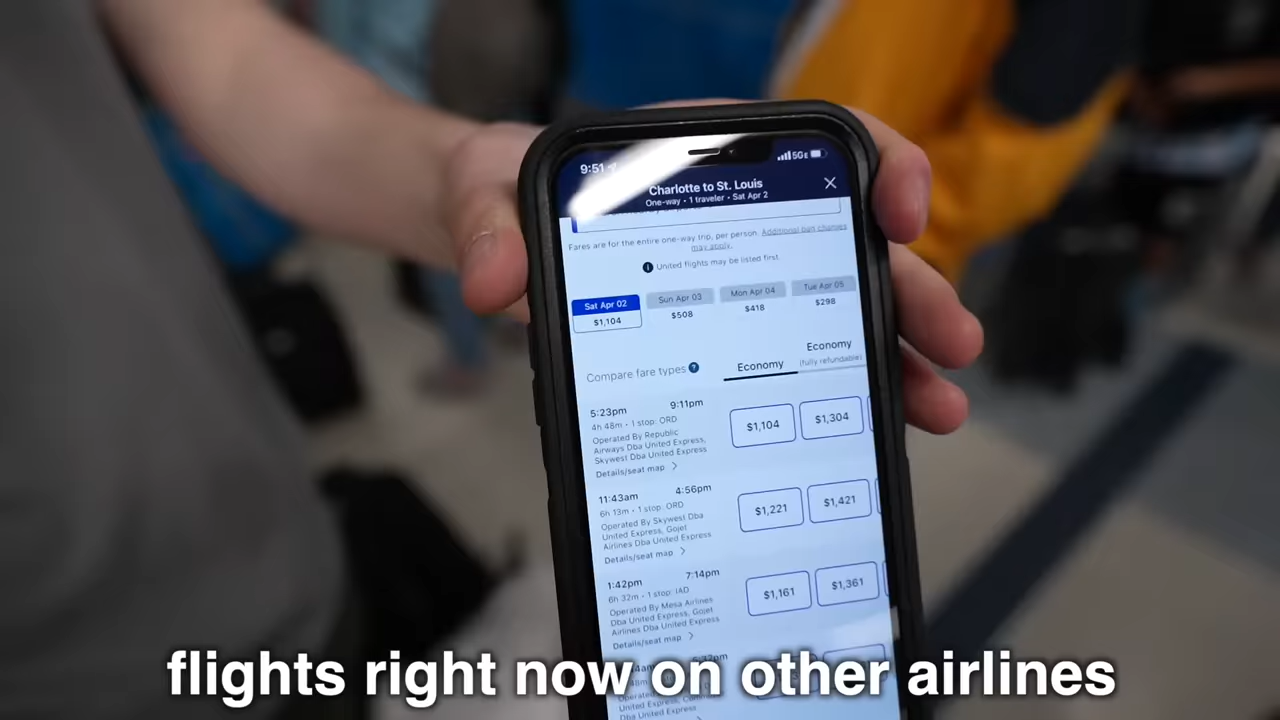 9:51
5GE
Charlotte to St. Louis
One-way • 1 traveler • Sat Apr 2
Fares are for the entire one-way trip, per person. Additional bag charges
may apply.
United flights may be listed first.
Sat Apr 02
$1,104
Sun Apr 03
$508
Mon Apr 04
$418
Tue Apr 05
$298
Compare fare types ?
Economy
Economy
(fully refundable)
5:23pm 9:11pm
4h 48m • 1 stop: ORD
Operated By Republic
Airways Dba United Express,
Skywest Dba United Express
Details/seat map >
$1,104
$1,304
11:43am 4:56pm
6h 13m • 1 stop: ORD
Operated By Skywest Dba
United Express, Gojet
Airlines Dba United Express
Details/seat map >
$1,221
$1,421
1:42pm 7:14pm
6h 32m • 1 stop: IAD
Operated By Mesa Airlines
Dba United Express, Gojet
Airlines Dba United Express
Details/seat map >
$1,161
$1,361
flights right now on other airlines